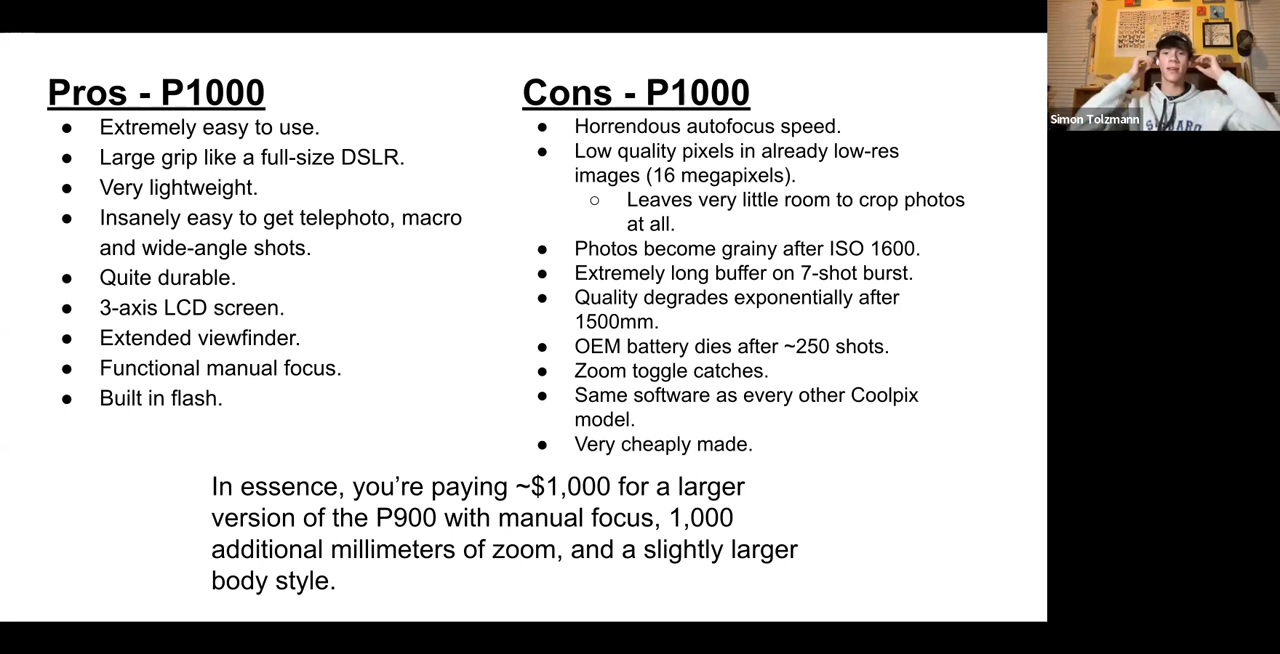 Pros - P1000
● Extremely easy to use.
● Large grip like a full-size DSLR.
● Very lightweight.
● Insanely easy to get telephoto, macro
and wide-angle shots.
● Quite durable.
● 3-axis LCD screen.
● Extended viewfinder.
● Functional manual focus.
● Built in flash.
Cons - P1000
● Horrendous autofocus speed.
● Low quality pixels in already low-res
images (16 megapixels).
○ Leaves very little room to crop photos
at all.
● Photos become grainy after ISO 1600.
● Extremely long buffer on 7-shot burst.
● Quality degrades exponentially after
1500mm.
● OEM battery dies after ~250 shots.
● Zoom toggle catches.
● Same software as every other Coolpix
model.
● Very cheaply made.
In essence, you’re paying ~$1,000 for a larger
version of the P900 with manual focus, 1,000
additional millimeters of zoom, and a slightly larger
body style.
Simon Tolzmann